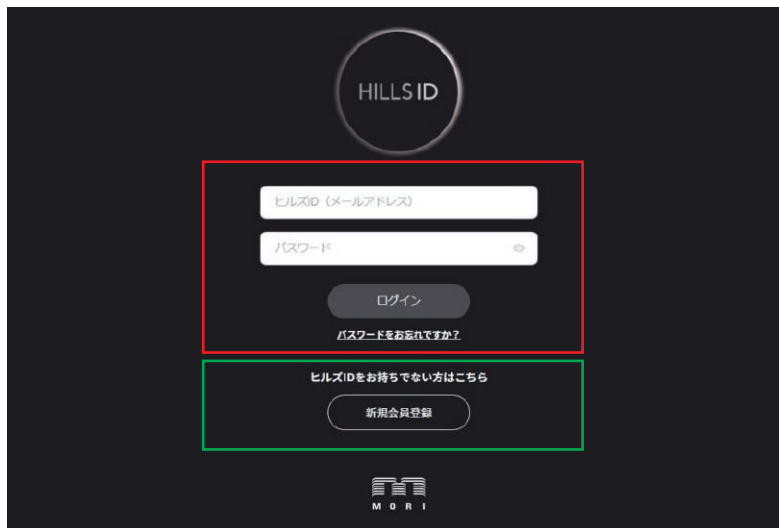 HILLS ID
ヒルズID（メールアドレス）
パスワード
ログイン
パスワードをお忘れですか？
ヒルズIDをお持ちでない方はこちら
新規会員登録
MORI